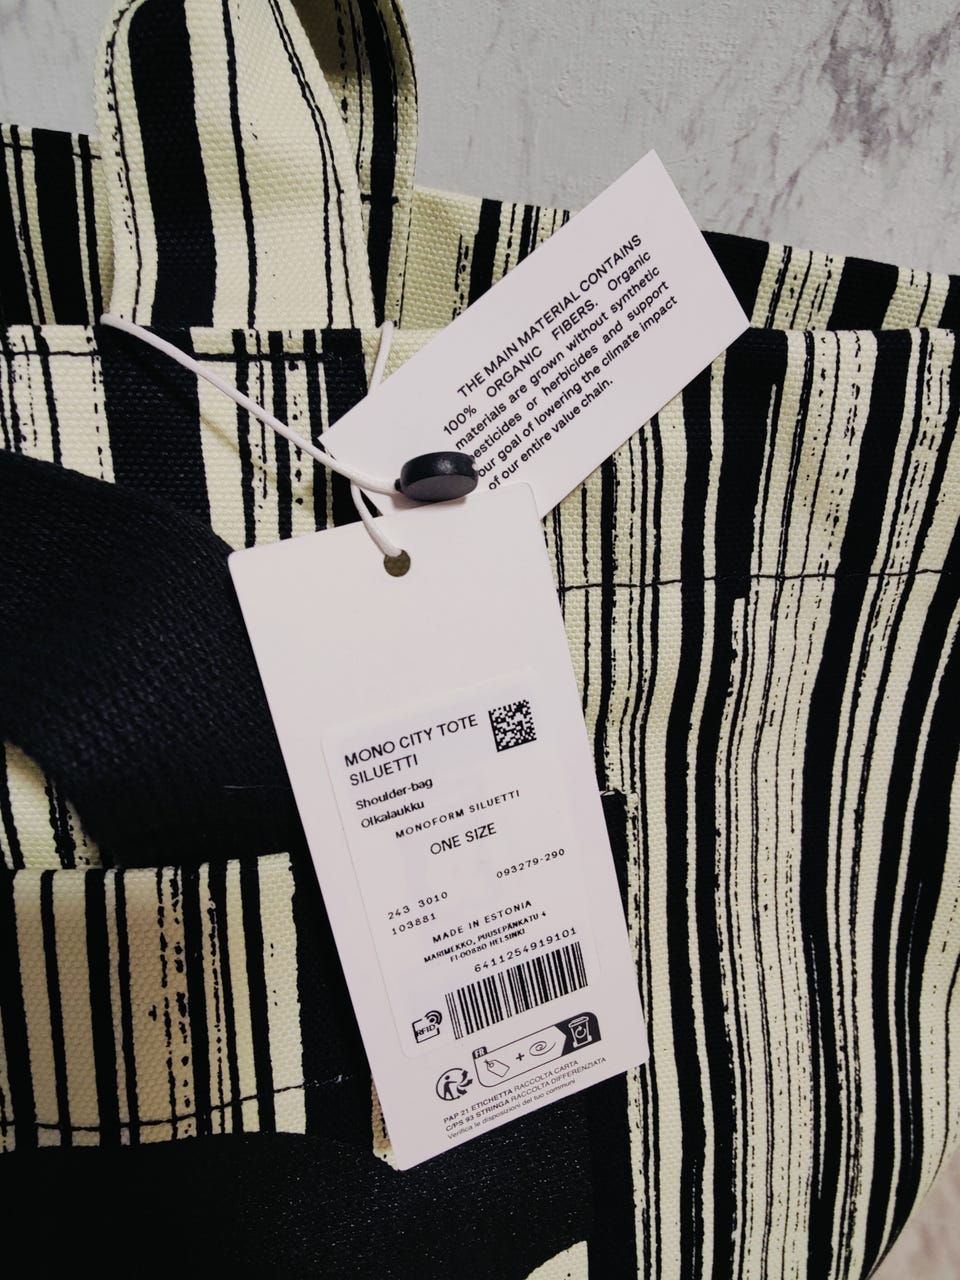 THE MAIN MATERIAL CONTAINS
100% ORGANIC FIBERS. Organic
materials are grown without synthetic
pesticides or herbicides and support
our goal of lowering the climate impact
of our entire value chain.
MONO CITY TOTE
SILUETTI
Shoulder-bag
Olkalaukku
MONOFORM SILUETTI
ONE SIZE
093279-290
243 3010
103881
MADE IN ESTONIA
MARIMEKKO, PUUSEPÄNKATU 4
FI-00880 HELSINKI
6411254919101
RFID
FR
+
PAP 21 ETICHETTA RACCOLTA CARTA
C/PS 93 STRINGA RACCOLTA DIFFERENZIATA
Verifica le disposizioni del tuo communi